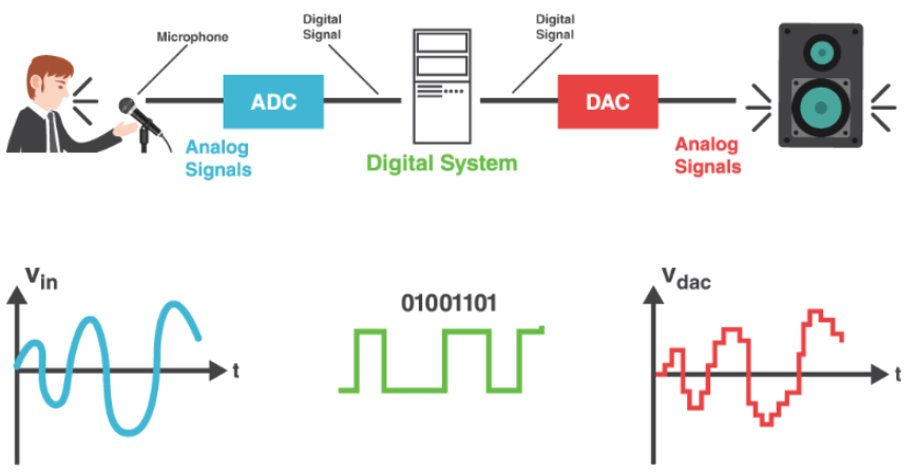 Microphone
Digital
Signal
Digital
Signal
ADC
DAC
Analog
Signals
Digital System
Analog
Signals
Vin
t
01001101
Vdac
t